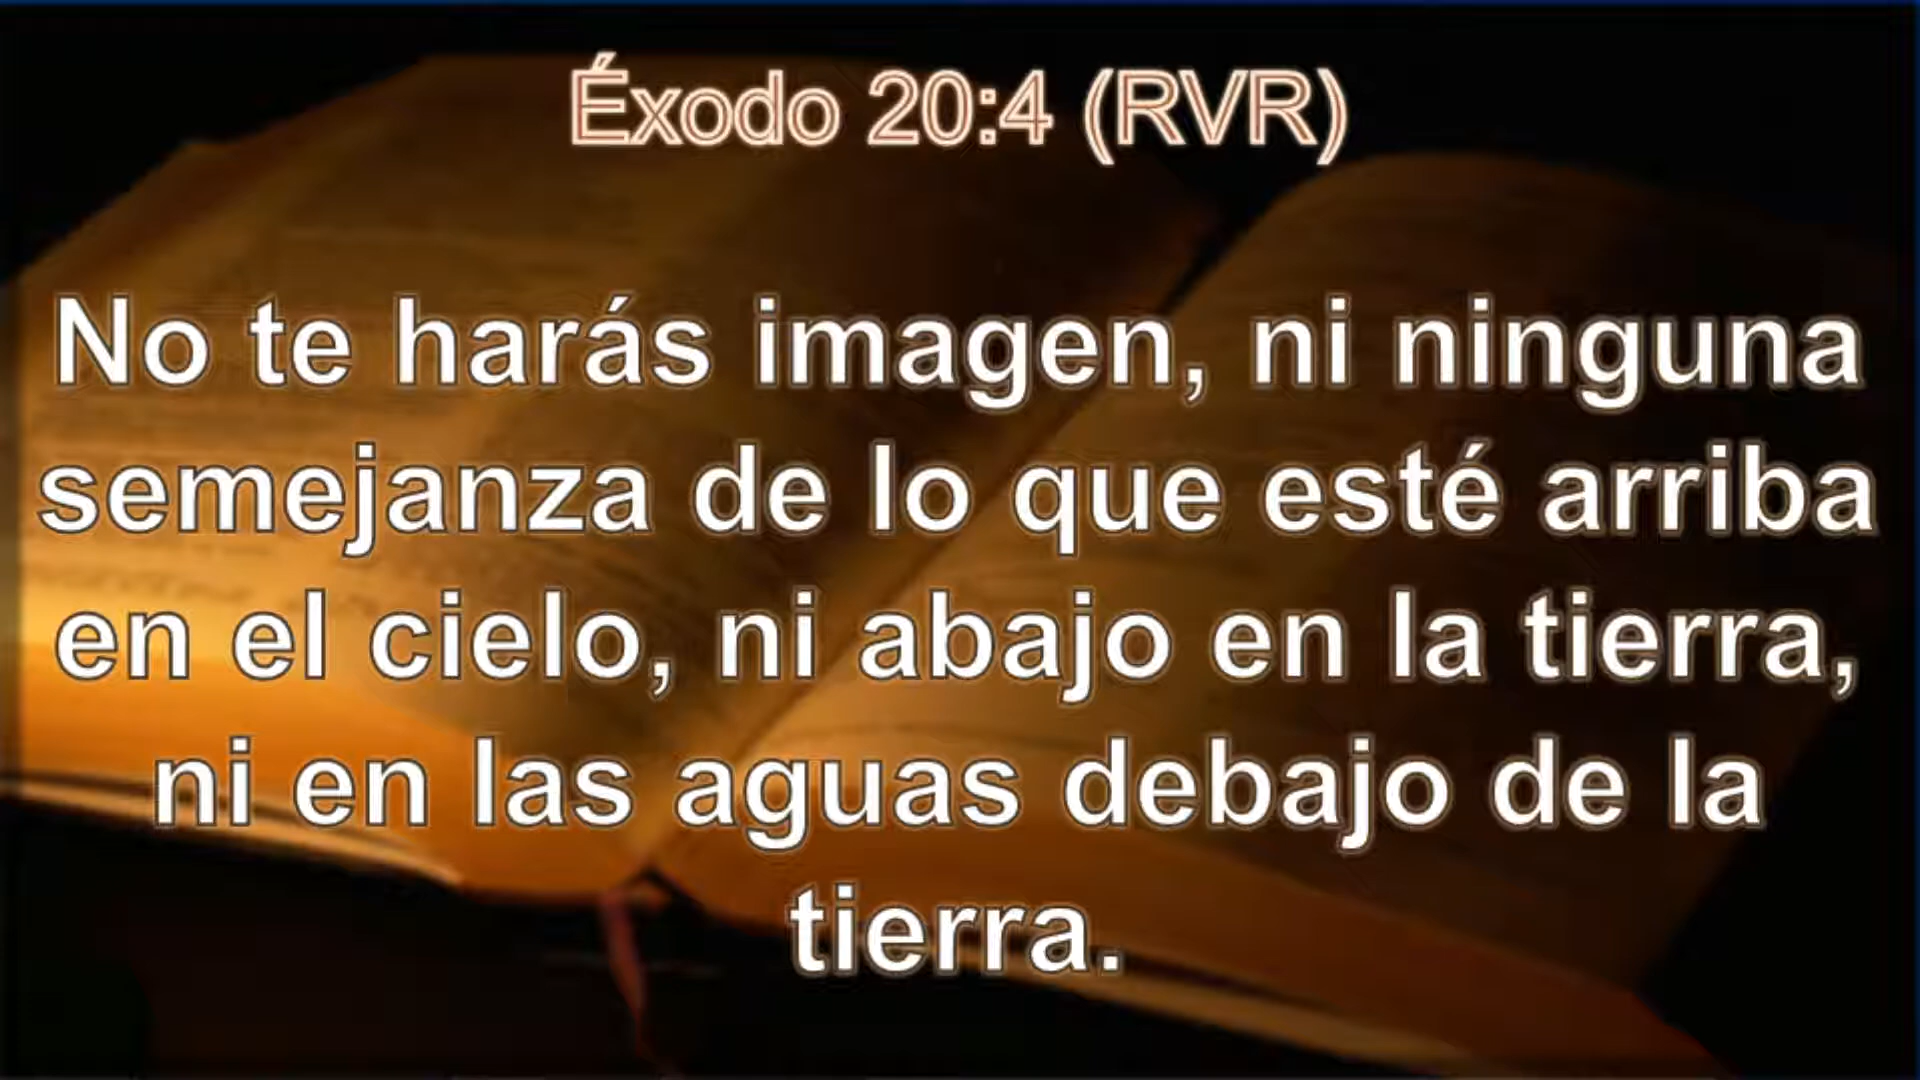 Éxodo 20:4 (RVR)
No te harás imagen, ni ninguna
semejanza de lo que esté arriba
en el cielo, ni abajo en la tierra,
ni en las aguas debajo de la
tierra.